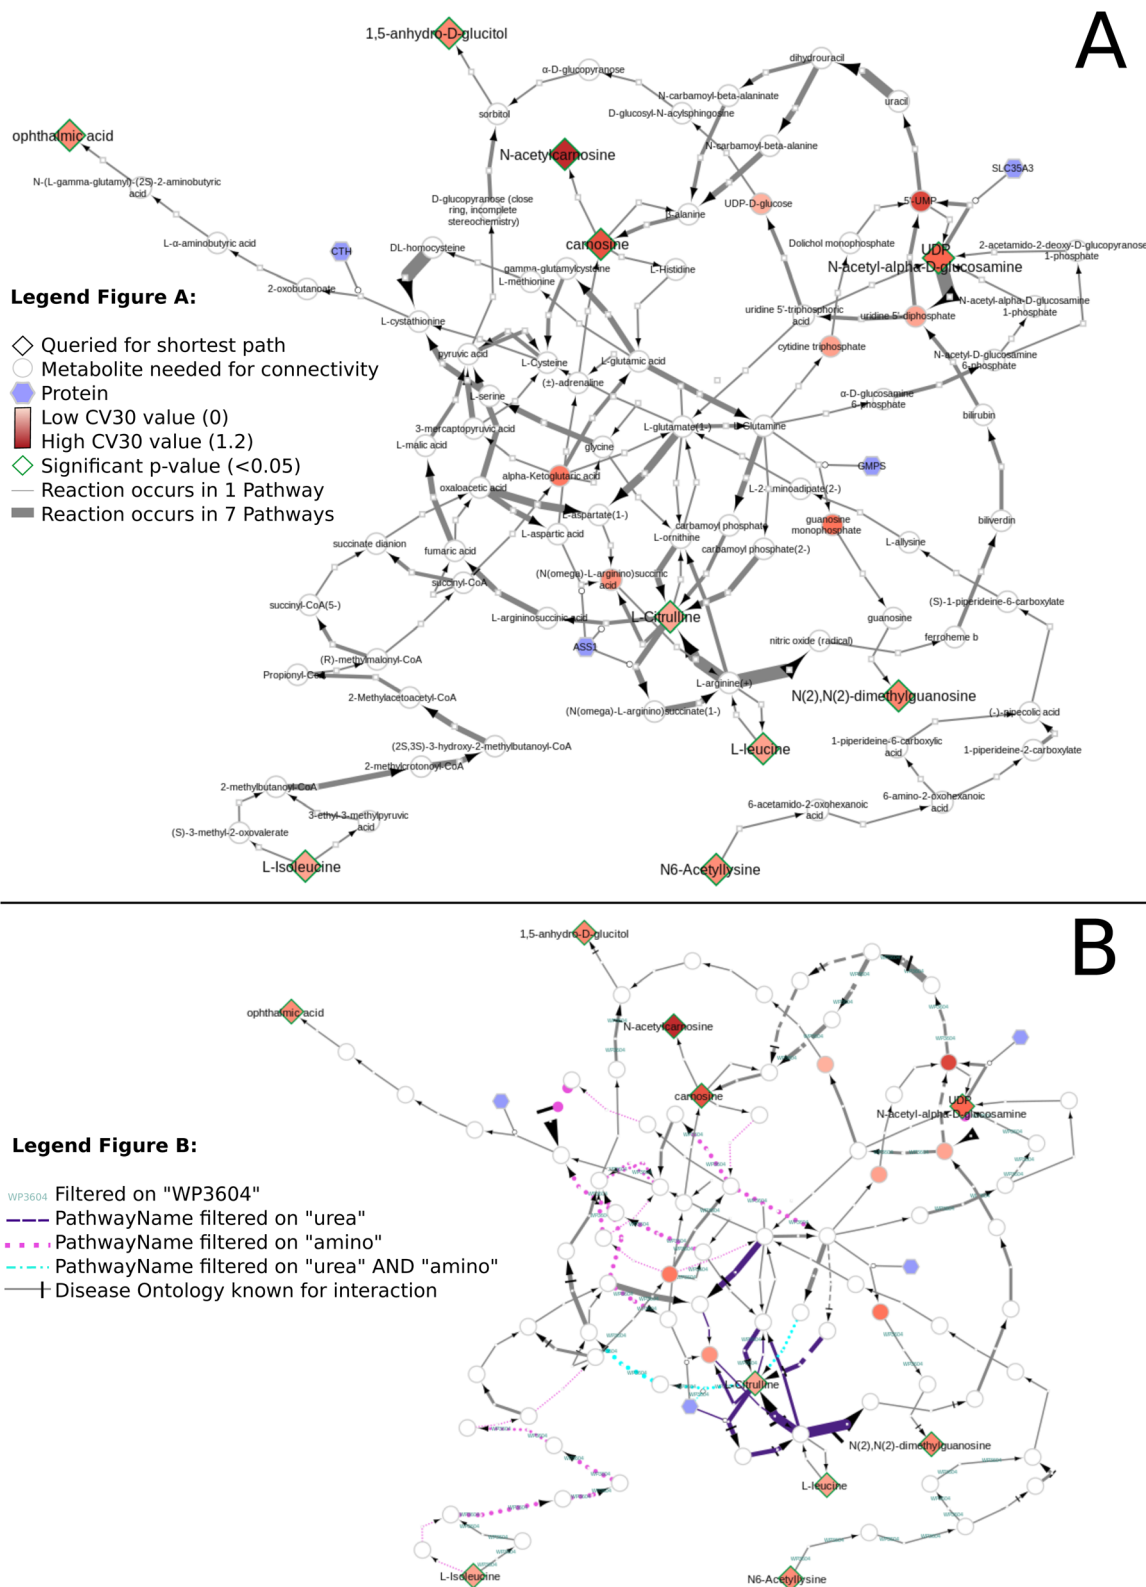 A
1,5-anhydro-D-glucitol
α-D-glucopyranose
dihydrouracil
N-carbamoyl-beta-alaninate
uracil
sorbitol
D-glucosyl-N-acylsphingosine
ophthalmic acid
N-acetylcarnosine
N-carbamoyl-beta-alanine
SLC35A3
N-(L-gamma-glutamyl)-(2S)-2-aminobutyric
acid
D-glucopyranose (close
ring, incomplete
stereochemistry)
UDP-D-glucose
5'-UMP
β-alanine
L-α-aminobutyric acid
CTH
DL-homocysteine
carnosine
Dolichol monophosphate
UDP
N-acetyl-alpha-D-glucosamine
2-acetamido-2-deoxy-D-glucopyranose
1-phosphate
gamma-glutamylcysteine
L-methionine
L-Histidine
2-oxobutanoate
Legend Figure A:
N-acetyl-alpha-D-glucosamine
1-phosphate
uridine 5'-triphosphoric
acid
uridine 5'-diphosphate
L-cystathionine
Queried for shortest path
Metabolite needed for connectivity
Protein
Low CV30 value (0)
High CV30 value (1.2)
Significant p-value (<0.05)
Reaction occurs in 1 Pathway
Reaction occurs in 7 Pathways
pyruvic acid
L-Cysteine
L-glutamic acid
cytidine triphosphate
N-acetyl-D-glucosamine
6-phosphate
(±)-adrenaline
L-serine
α-D-glucosamine
6-phosphate
bilirubin
3-mercaptopyruvic acid
L-glutamate(1-)
L-Glutamine
L-malic acid
glycine
GMPS
alpha-Ketoglutaric acid
oxaloacetic acid
L-2-aminoadipate(2-)
L-aspartate(1-)
guanosine
monophosphate
biliverdin
L-aspartic acid
carbamoyl phosphate
L-ornithine
succinate dianion
fumaric acid
carbamoyl phosphate(2-)
L-allysine
(N(omega)-L-arginino)succinic
acid
succinyl-CoA
succinyl-CoA(5-)
L-argininosuccinic acid
L-Citrulline
(S)-1-piperideine-6-carboxylate
guanosine
ASS1
nitric oxide (radical)
ferroheme b
(R)-methylmalonyl-CoA
Propionyl-CoA
L-arginine(+)
2-Methylacetoacetyl-CoA
N(2),N(2)-dimethylguanosine
(N(omega)-L-arginino)succinate(1-)
(-)-pipecolic acid
(2S,3S)-3-hydroxy-2-methylbutanoyl-CoA
L-leucine
1-piperideine-6-carboxylic
acid
1-piperideine-2-carboxylate
2-methylcrotonoyl-CoA
2-methylbutanoyl-CoA
6-amino-2-oxohexanoic
acid
6-acetamido-2-oxohexanoic
acid
3-ethyl-3-methylpyruvic
acid
(S)-3-methyl-2-oxovalerate
L-Isoleucine
N6-Acetyllysine
B
1,5-anhydro-D-glucitol
ophthalmic acid
N-acetylcarnosine
carnosine
UDP
N-acetyl-alpha-D-glucosamine
Legend Figure B:
WP3604 Filtered on "WP3604"
PathwayName filtered on "urea"
PathwayName filtered on "amino"
PathwayName filtered on "urea" AND "amino"
Disease Ontology known for interaction
L-Citrulline
N(2),N(2)-dimethylguanosine
L-leucine
L-Isoleucine
N6-Acetyllysine